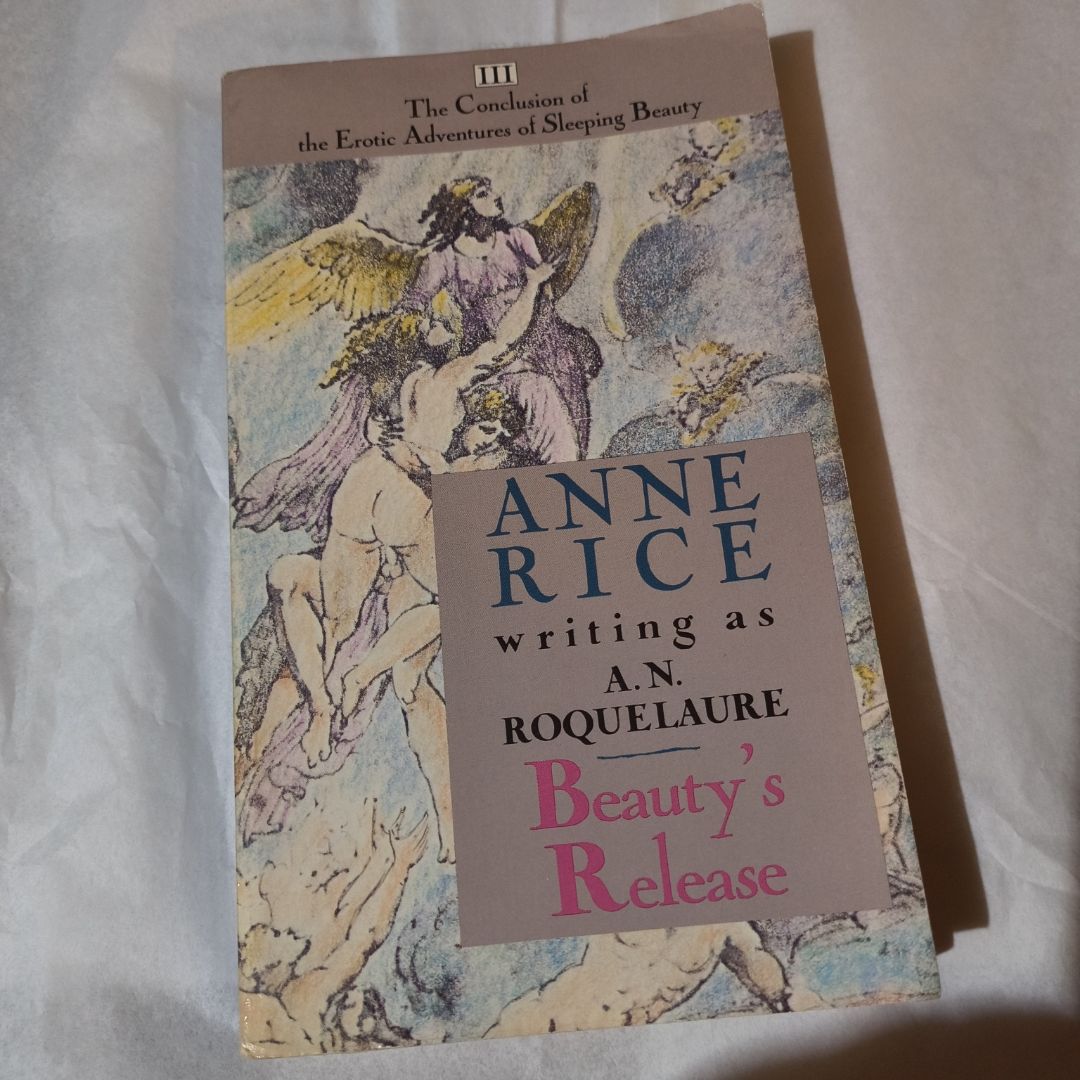 III
The Conclusion of
the Erotic Adventures of Sleeping Beauty
ANNE
RICE
writing as
A.N.
ROQUELAURE
Beauty's
Release